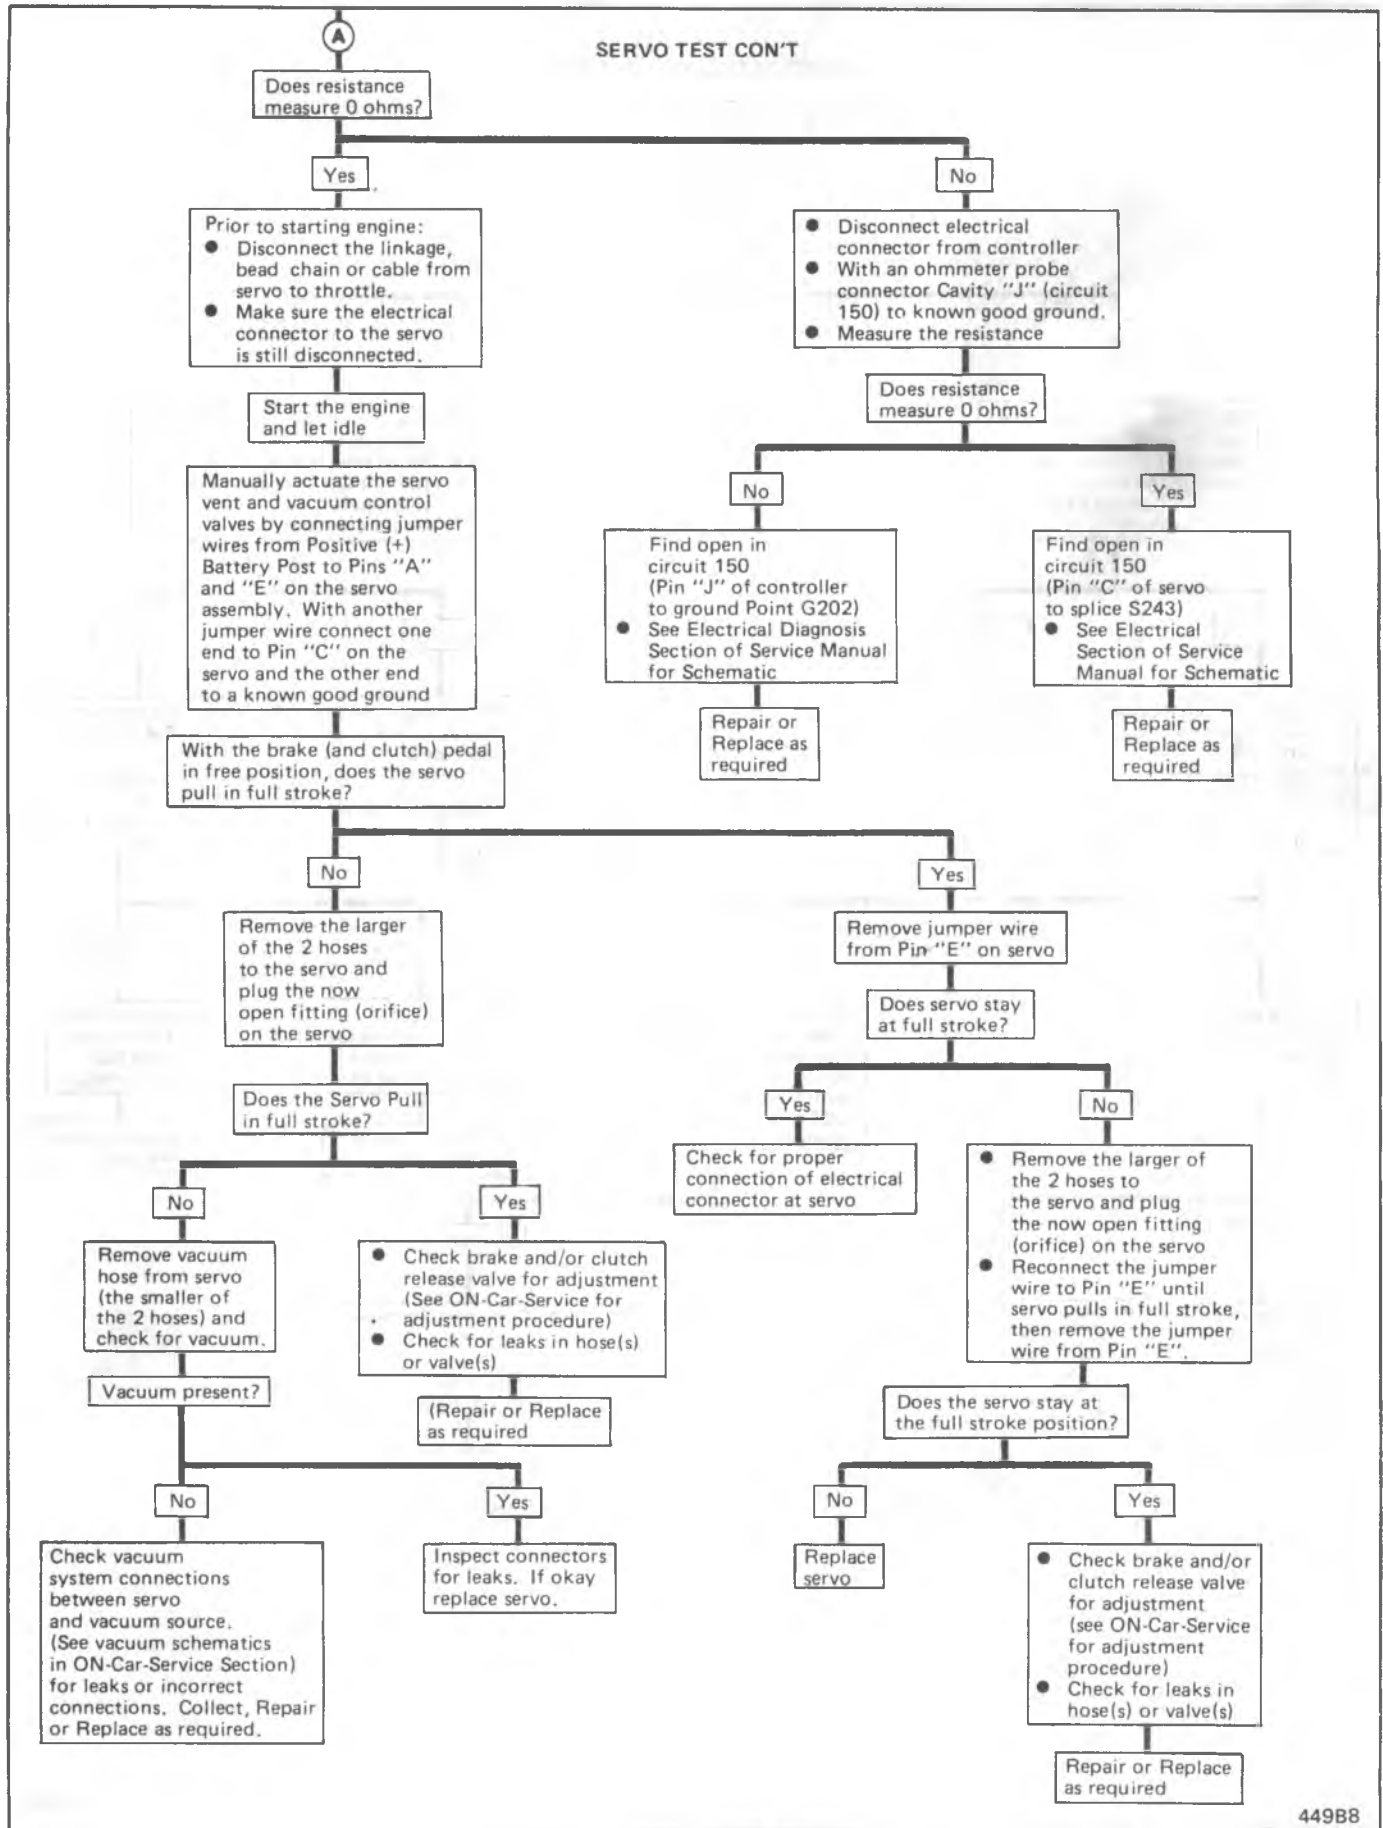 A
SERVO TEST CON'T
Does resistance
measure 0 ohms?
Yes
No
Prior to starting engine:
● Disconnect the linkage,
bead chain or cable from
servo to throttle.
● Make sure the electrical
connector to the servo
is still disconnected.
● Disconnect electrical
connector from controller
● With an ohmmeter probe
connector Cavity "J" (circuit
150) to known good ground.
● Measure the resistance
Start the engine
and let idle
Does resistance
measure 0 ohms?
Manually actuate the servo
vent and vacuum control
valves by connecting jumper
wires from Positive (+)
Battery Post to Pins "A"
and "E" on the servo
assembly. With another
jumper wire connect one
end to Pin "C" on the
servo and the other end
to a known good ground
No
Yes
Find open in
circuit 150
(Pin "J" of controller
to ground Point G202)
● See Electrical Diagnosis
Section of Service Manual
for Schematic
Find open in
circuit 150
(Pin "C" of servo
to splice S243)
● See Electrical
Section of Service
Manual for Schematic
Repair or
Replace as
required
Repair or
Replace as
required
With the brake (and clutch) pedal
in free position, does the servo
pull in full stroke?
No
Yes
Remove the larger
of the 2 hoses
to the servo and
plug the now
open fitting (orifice)
on the servo
Remove jumper wire
from Pin "E" on servo
Does servo stay
at full stroke?
Does the Servo Pull
in full stroke?
Yes
No
Check for proper
connection of electrical
connector at servo
● Remove the larger of
the 2 hoses to
the servo and plug
the now open fitting
(orifice) on the servo
● Reconnect the jumper
wire to Pin "E" until
servo pulls in full stroke,
then remove the jumper
wire from Pin "E".
No
Yes
Remove vacuum
hose from servo
(the smaller of
the 2 hoses) and
check for vacuum.
● Check brake and/or clutch
release valve for adjustment
(See ON-Car-Service for
adjustment procedure)
● Check for leaks in hose(s)
or valve(s)
Vacuum present?
(Repair or Replace
as required
Does the servo stay at
the full stroke position?
No
Yes
No
Yes
Check vacuum
system connections
between servo
and vacuum source.
(See vacuum schematics
in ON-Car-Service Section)
for leaks or incorrect
connections. Collect, Repair
or Replace as required.
Inspect connectors
for leaks. If okay
replace servo.
Replace
servo
● Check brake and/or
clutch release valve
for adjustment
(see ON-Car-Service
for adjustment
procedure)
● Check for leaks in
hose(s) or valve(s)
Repair or Replace
as required
449B8